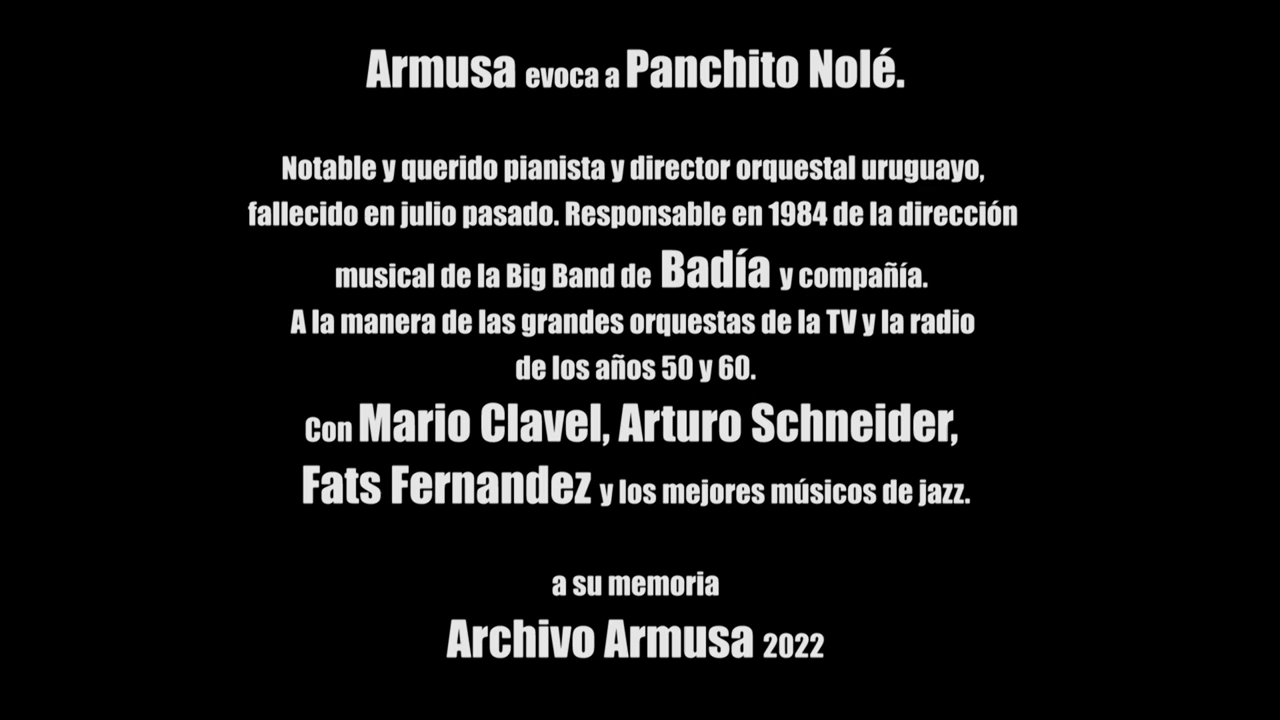 Armusa evoca a Panchito Nolé.
Notable y querido pianista y director orquestal uruguayo,
fallecido en julio pasado. Responsable en 1984 de la dirección
musical de la Big Band de Badía y compañía.
A la manera de las grandes orquestas de la TV y la radio
de los años 50 y 60.
Con Mario Clavel, Arturo Schneider,
Fats Fernandez y los mejores músicos de jazz.
a su memoria
Archivo Armusa 2022